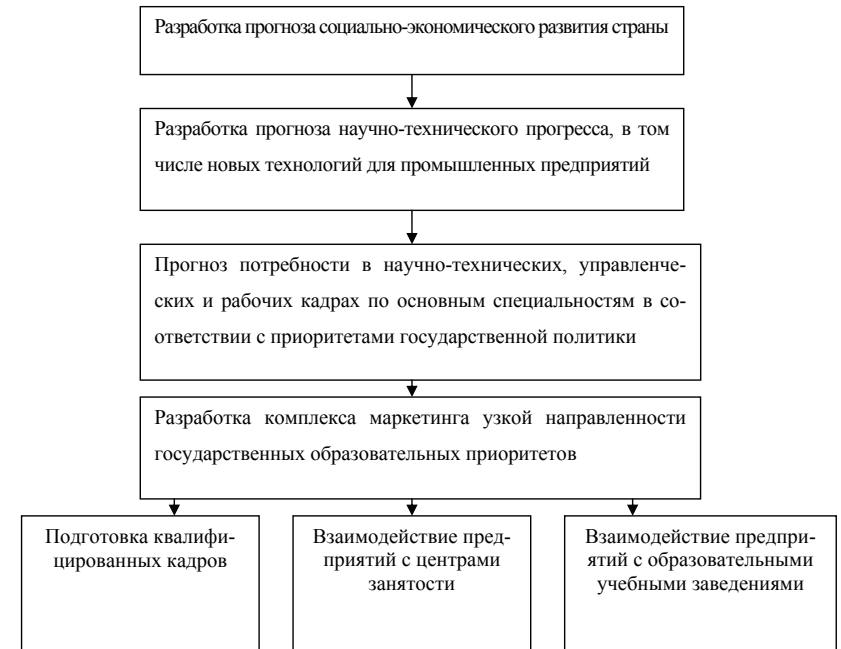 Разработка прогноза социально-экономического развития страны
Разработка прогноза научно-технического прогресса, в том
числе новых технологий для промышленных предприятий
Прогноз потребности в научно-технических, управленче-
ских и рабочих кадрах по основным специальностям в со-
ответствии с приоритетами государственной политики
Разработка комплекса маркетинга узкой направленности
государственных образовательных приоритетов
Подготовка квалифи-
цированных кадров
Взаимодействие пред-
приятий с центрами
занятости
Взаимодействие предпри-
ятий с образовательными
учебными заведениями